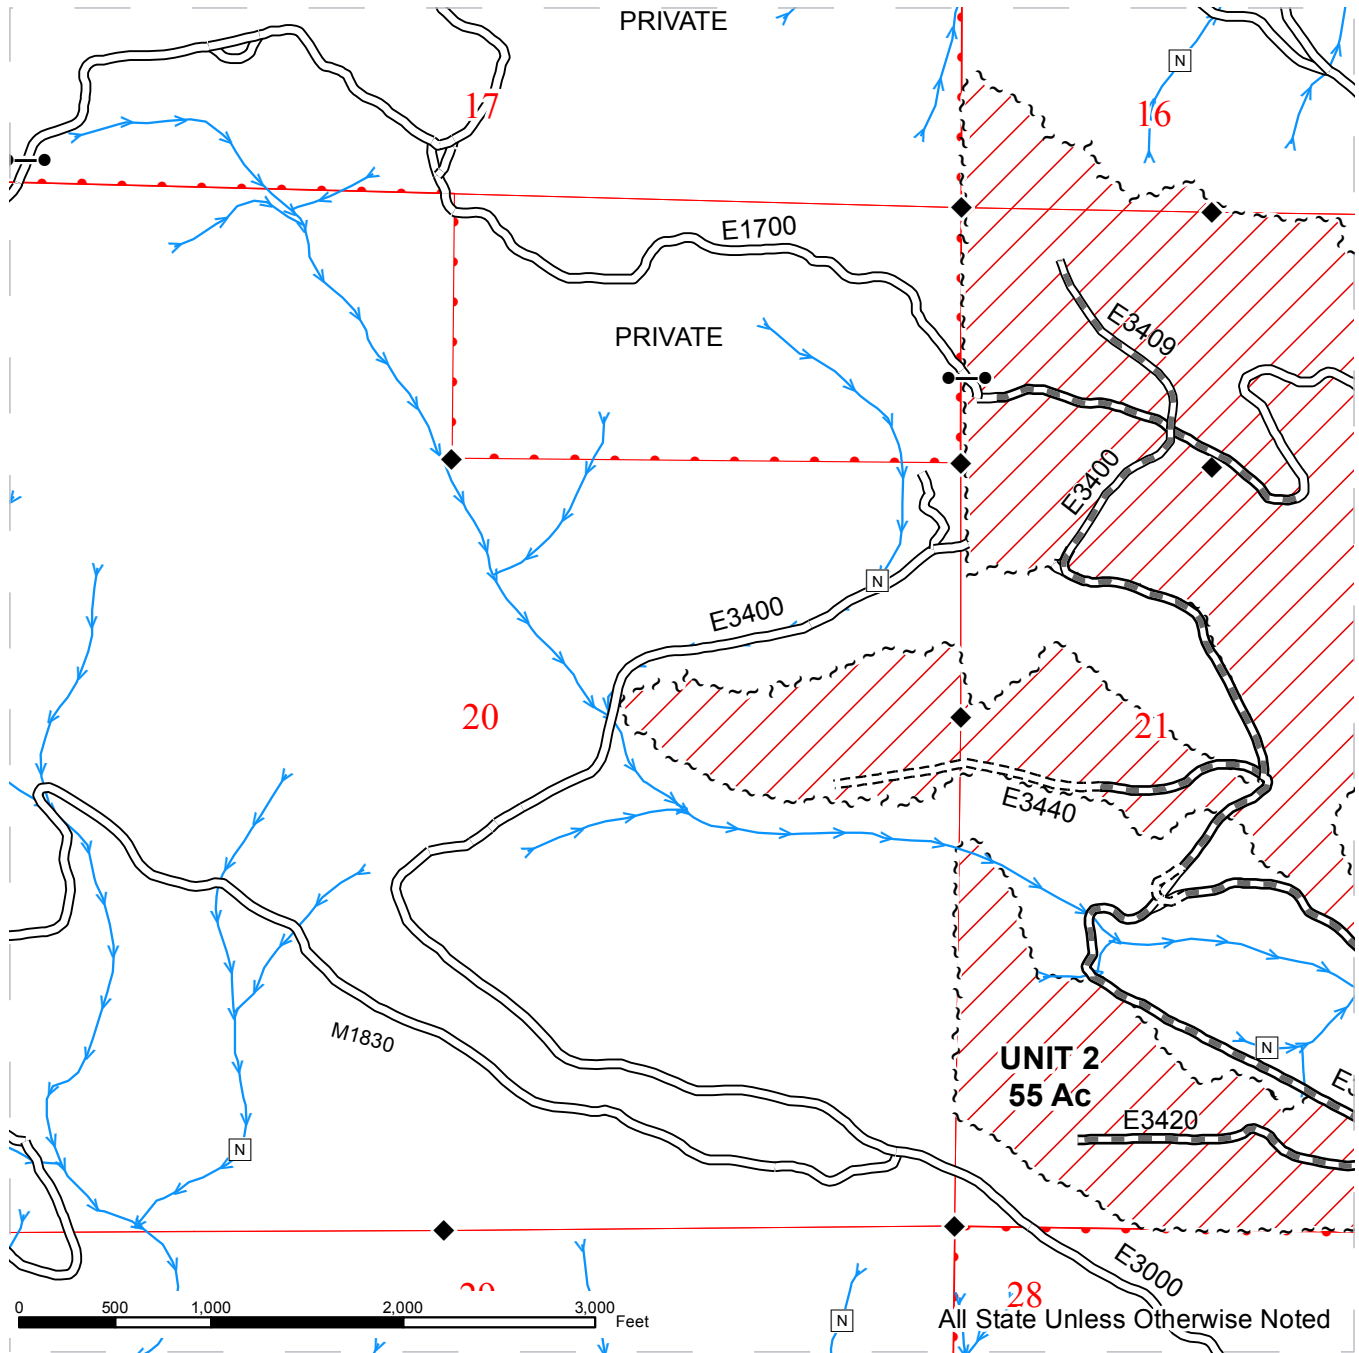 PRIVATE
N
17
16
E1700
PRIVATE
E3409
E3400
N
E3400
20
21
E3440
M1830
UNIT 2
55 Ac
N
E3420
N
E3000
28
0 500 1,000 2,000 3,000
Feet
N
All State Unless Otherwise Noted